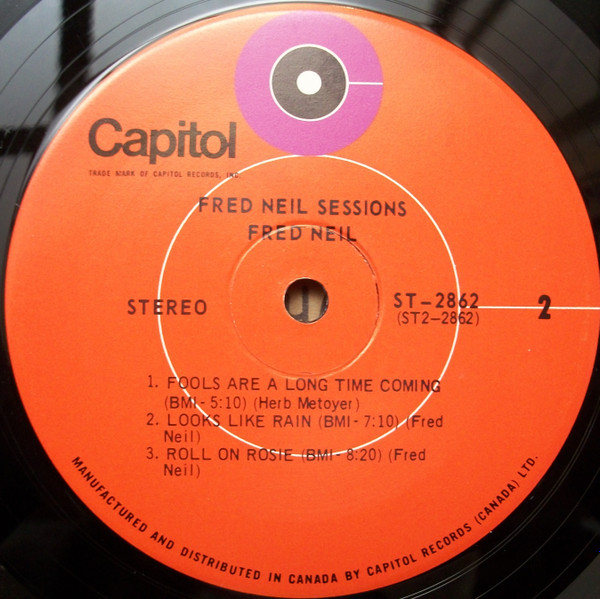 Capitol
TRADE MARK OF CAPITOL RECORDS, INC.
FRED NEIL SESSIONS
FRED NEIL
STEREO
ST-2862
(ST2-2862)
2
1. FOOLS ARE A LONG TIME COMING
(BMI - 5:10) (Herb Metoyer)
2. LOOKS LIKE RAIN (BMI - 7:10) (Fred
Neil)
3. ROLL ON ROSIE (BMI - 8:20) (Fred
Neil)
MANUFACTURED AND DISTRIBUTED IN CANADA BY CAPITOL RECORDS (CANADA) LTD.